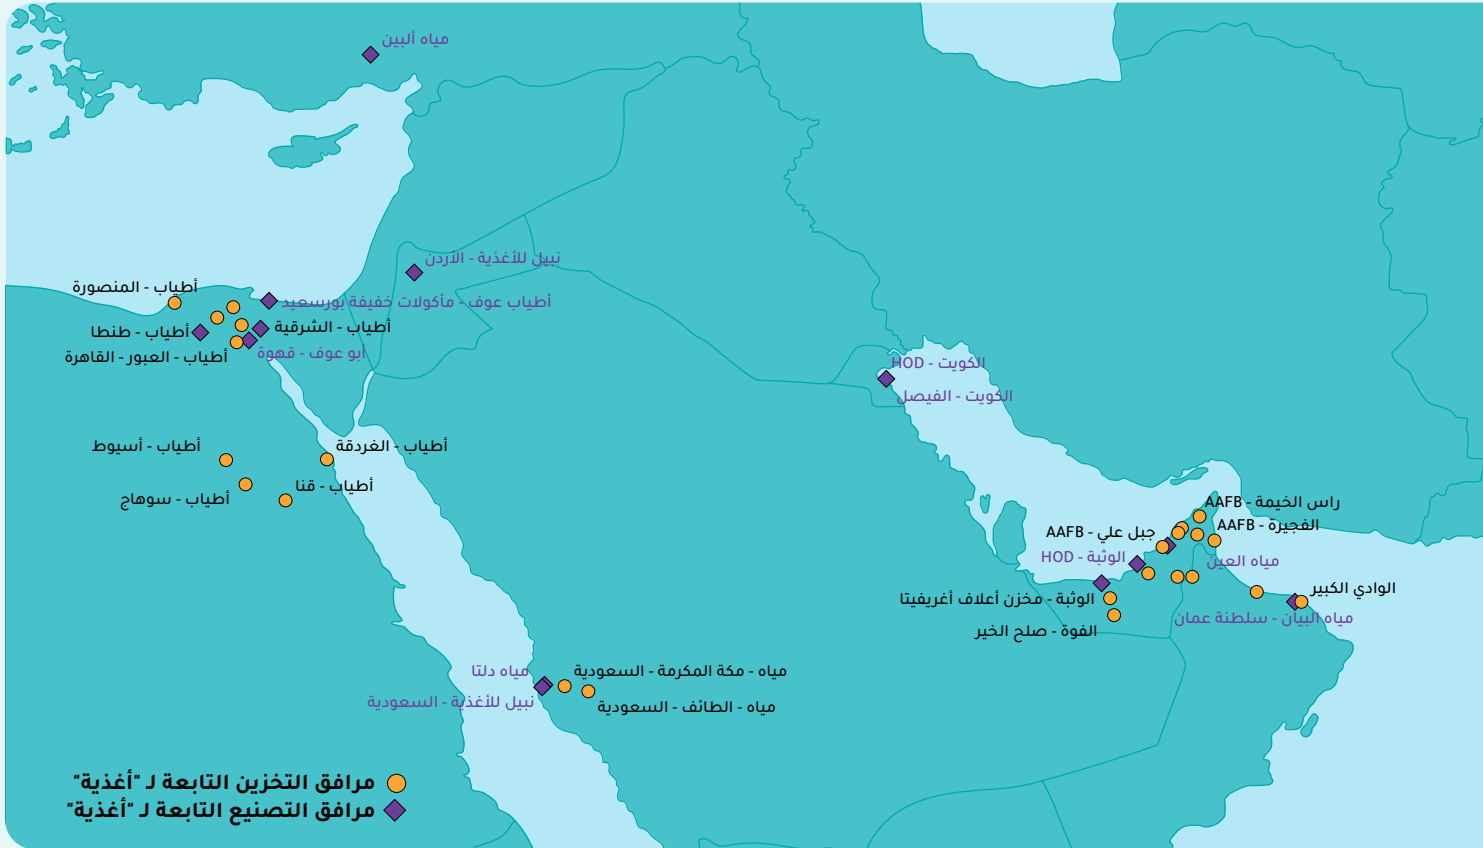 مياه ألبين
نبيل للأغذية - الأردن
أطياب - المنصورة
أطياب عوف - مأكولات خفيفة بورسعيد
أطياب - الشرقية
أطياب - طنطا
أبو عوف - قهوة
أطياب - العبور - القاهرة
الكويت - HOD
الكويت - الفيصل
أطياب - الغردقة
أطياب - أسيوط
أطياب - قنا
أطياب - سوهاج
راس الخيمة - AAFB
الفجيرة - AAFB
جبل علي - AAFB
الوثبة - HOD
مياه العين
الوادي الكبير
الوثبة - مخزن أعلاف أغريفيتا
مياه البيان - سلطنة عمان
الفوة - صلح الخير
مياه - مكة المكرمة - السعودية
مياه دلتا
نبيل للأغذية - السعودية
مياه - الطائف - السعودية
مرافق التخزين التابعة لـ "أغذية"
مرافق التصنيع التابعة لـ "أغذية"